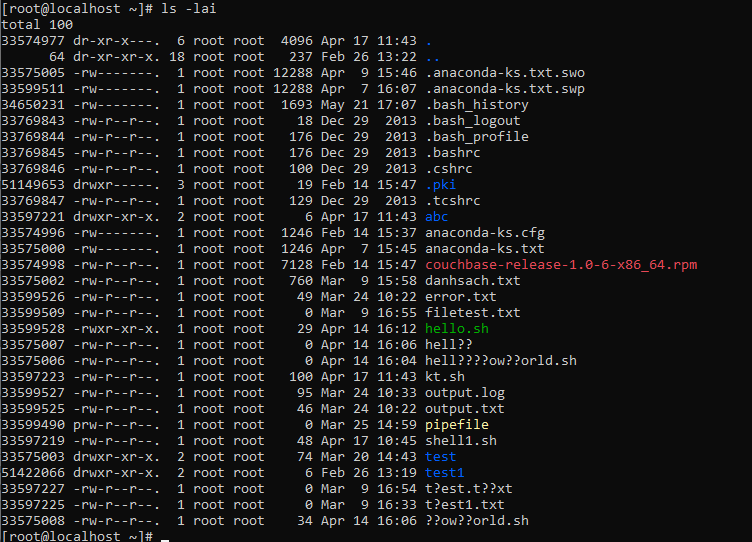 [root@localhost ~]# ls -lai
total 100
33574977 dr-xr-x---.  6 root root  4096 Apr 17 11:43 .
      64 dr-xr-xr-x. 18 root root   237 Feb 26 13:22 ..
33575005 -rw-------.  1 root root 12288 Apr  9 15:46 .anaconda-ks.txt.swo
33599511 -rw-------.  1 root root 12288 Apr  7 16:07 .anaconda-ks.txt.swp
34650231 -rw-------.  1 root root  1693 May 21 17:07 .bash_history
33769843 -rw-r--r--.  1 root root    18 Dec 29  2013 .bash_logout
33769844 -rw-r--r--.  1 root root   176 Dec 29  2013 .bash_profile
33769845 -rw-r--r--.  1 root root   176 Dec 29  2013 .bashrc
33769846 -rw-r--r--.  1 root root   100 Dec 29  2013 .cshrc
51149653 drwxr-----.  3 root root    19 Feb 14 15:47 .pki
33769847 -rw-r--r--.  1 root root   129 Dec 29  2013 .tcshrc
33597221 drwxr-xr-x.  2 root root     6 Apr 17 11:43 abc
33574996 -rw-------.  1 root root  1246 Feb 14 15:37 anaconda-ks.cfg
33575000 -rw-------.  1 root root  1246 Apr  7 15:45 anaconda-ks.txt
33574998 -rw-r--r--.  1 root root  7128 Feb 14 15:47 couchbase-release-1.0-6-x86_64.rpm
33575002 -rw-r--r--.  1 root root   760 Mar  9 15:58 danhsach.txt
33599526 -rw-r--r--.  1 root root    49 Mar 24 10:22 error.txt
33599509 -rw-r--r--.  1 root root     0 Mar  9 16:55 filetest.txt
33599528 -rwxr-xr-x.  1 root root    29 Apr 14 16:12 hello.sh
33575007 -rw-r--r--.  1 root root     0 Apr 14 16:06 hell??
33575006 -rw-r--r--.  1 root root     0 Apr 14 16:04 hell????ow??orld.sh
33597223 -rw-r--r--.  1 root root   100 Apr 17 11:43 kt.sh
33599527 -rw-r--r--.  1 root root    95 Mar 24 10:33 output.log
33599505 -rw-r--r--.  1 root root    46 Mar 24 10:22 output.txt
33599490 prw-r--r--.  1 root root     0 Mar 25 14:59 pipefile
33597219 -rw-r--r--.  1 root root    48 Apr 17 10:45 shell1.sh
33575003 drwxr-xr-x.  2 root root    74 Mar 20 14:43 test
51422066 drwxr-xr-x.  2 root root     6 Feb 26 13:19 test1
33597227 -rw-r--r--.  1 root root     0 Mar  9 16:54 t?est.t??xt
33597225 -rw-r--r--.  1 root root     0 Mar  9 16:33 t?est1.txt
33575008 -rw-r--r--.  1 root root    34 Apr 14 16:06 ??ow??orld.sh
[root@localhost ~]#